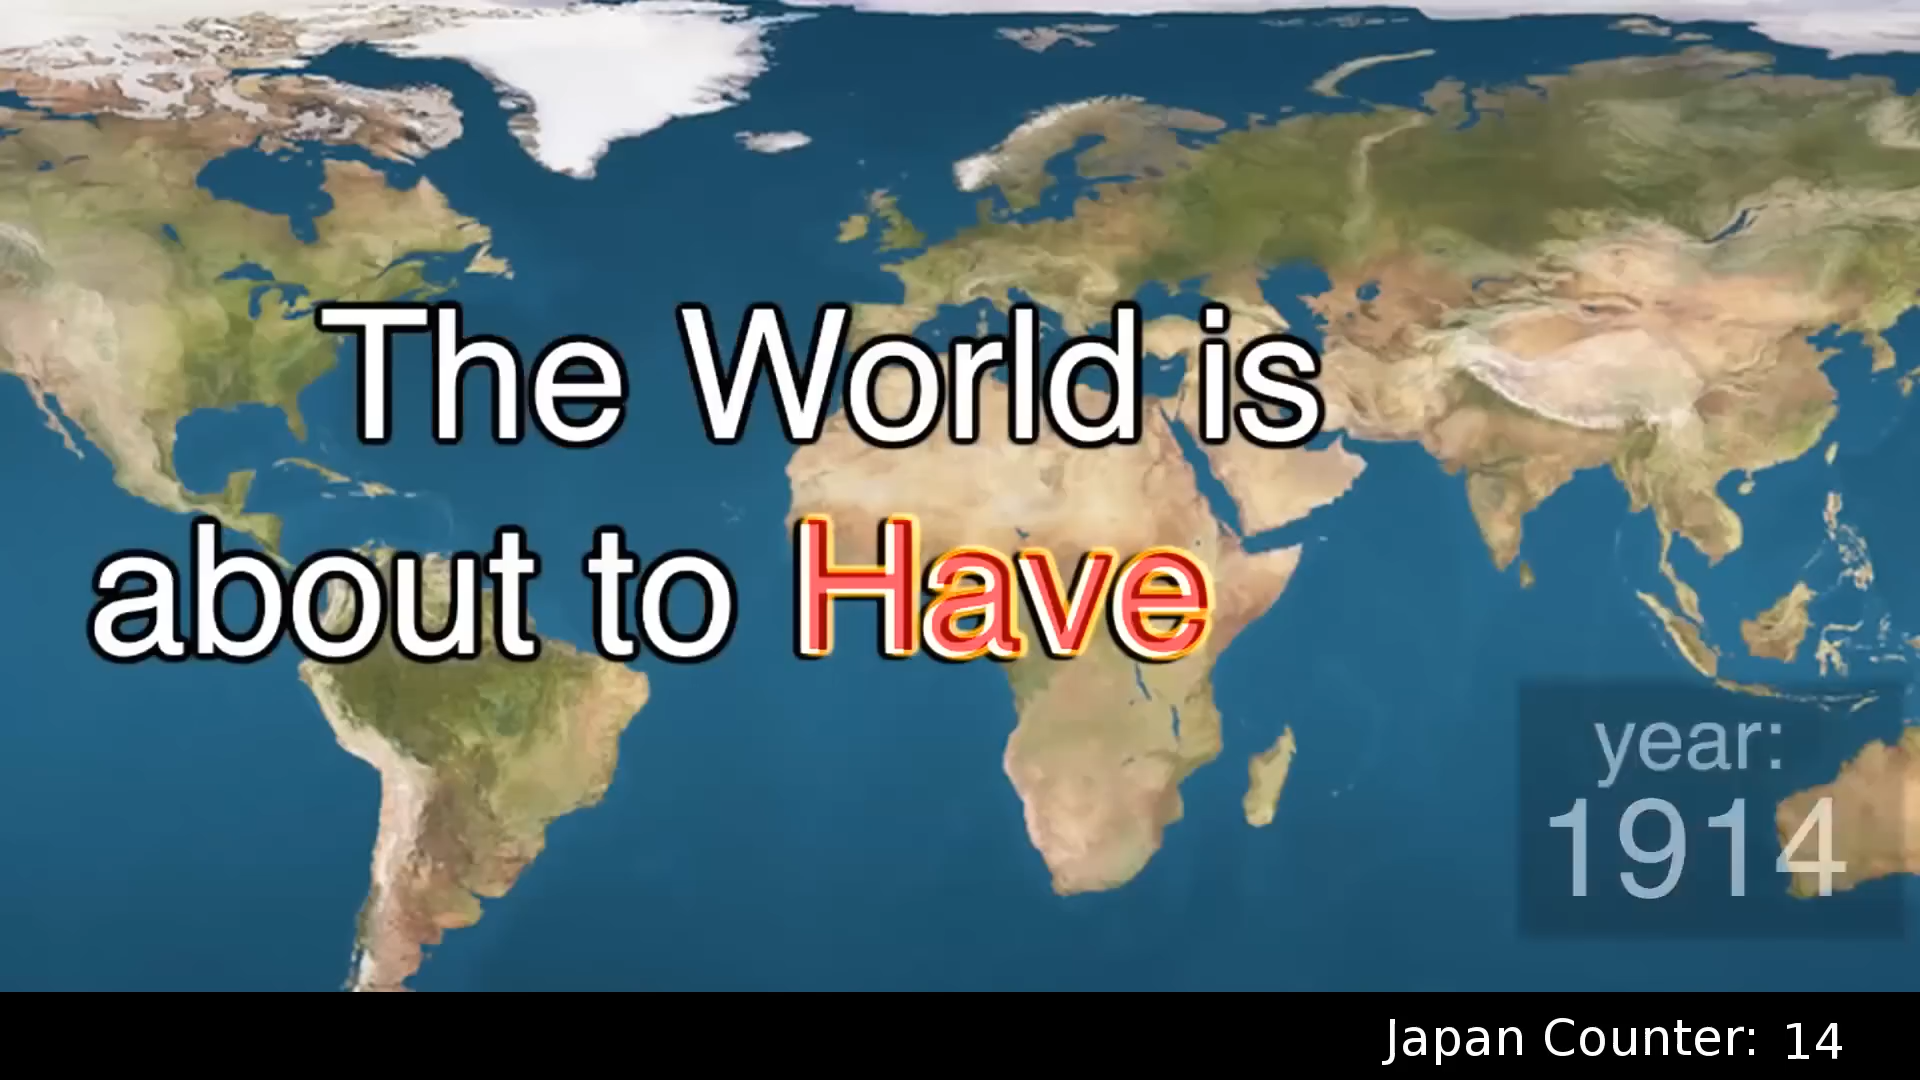 The World is
about to Have
year:
1914
Japan Counter: 14